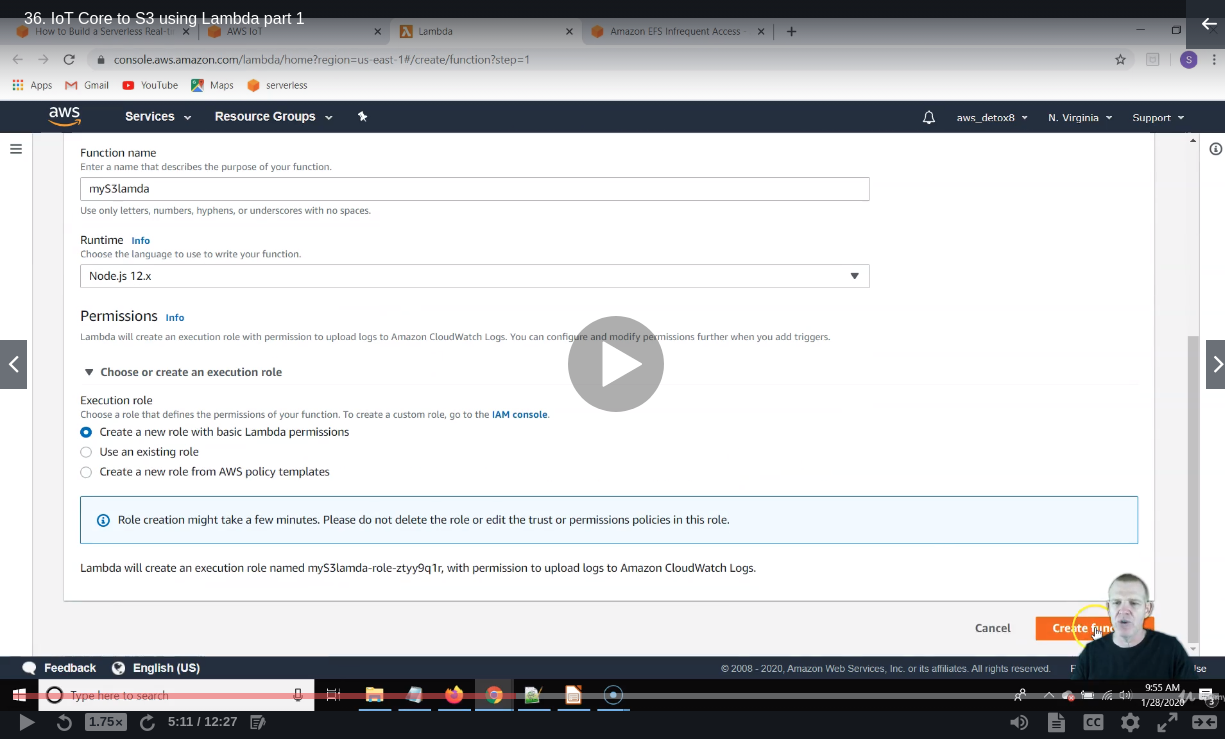 36. IoT Core to S3 using Lambda part 1
How to Build a Serverless Real-ti
AWS IoT
Lambda
Amazon EFS Infrequent Access -
console.aws.amazon.com/lambda/home?region=us-east-1#/create/function?step=1
S
Apps
Gmail
YouTube
Maps
serverless
aws
Services
Resource Groups
aws_detox8
N. Virginia
Support
Function name
Enter a name that describes the purpose of your function.
myS3lamda
Use only letters, numbers, hyphens, or underscores with no spaces.
Runtime Info
Choose the language to use to write your function.
Node.js 12.x
Permissions Info
Lambda will create an execution role with permission to upload logs to Amazon CloudWatch Logs. You can configure and modify permissions further when you add triggers.
Choose or create an execution role
Execution role
Choose a role that defines the permissions of your function. To create a custom role, go to the IAM console.
Create a new role with basic Lambda permissions
Use an existing role
Create a new role from AWS policy templates
Role creation might take a few minutes. Please do not delete the role or edit the trust or permissions policies in this role.
Lambda will create an execution role named myS3lamda-role-ztyy9q1r, with permission to upload logs to Amazon CloudWatch Logs.
Cancel
Create func
Feedback
English (US)
© 2008 - 2020, Amazon Web Services, Inc. or its affiliates. All rights reserved.
Type here to search
9:55 AM
1/28/2020
3
1.75×
5:11 / 12:27
CC